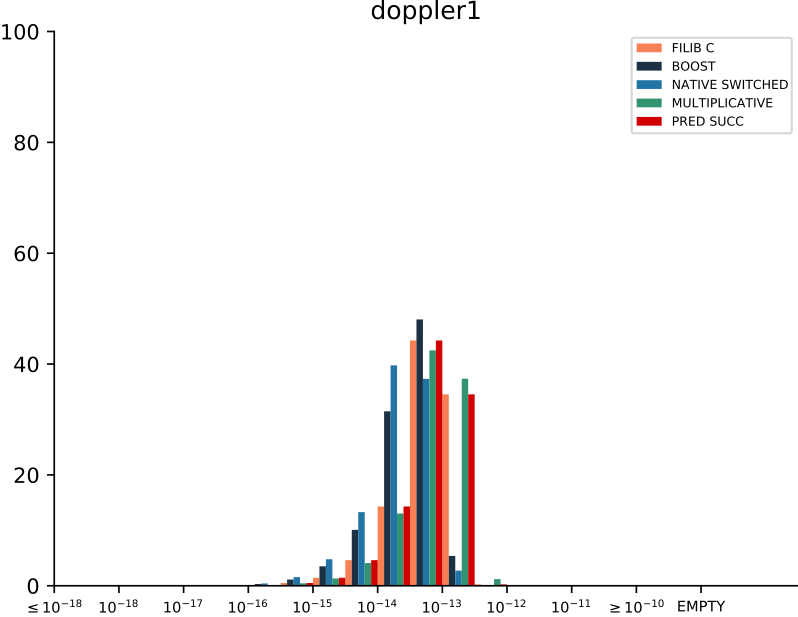 doppler1
100
80
60
40
20
0
FILIB C
BOOST
NATIVE SWITCHED
MULTIPLICATIVE
PRED SUCC
≤10⁻¹⁸ 10⁻¹⁸ 10⁻¹⁷ 10⁻¹⁶ 10⁻¹⁵ 10⁻¹⁴ 10⁻¹³ 10⁻¹² 10⁻¹¹ ≥10⁻¹⁰ EMPTY